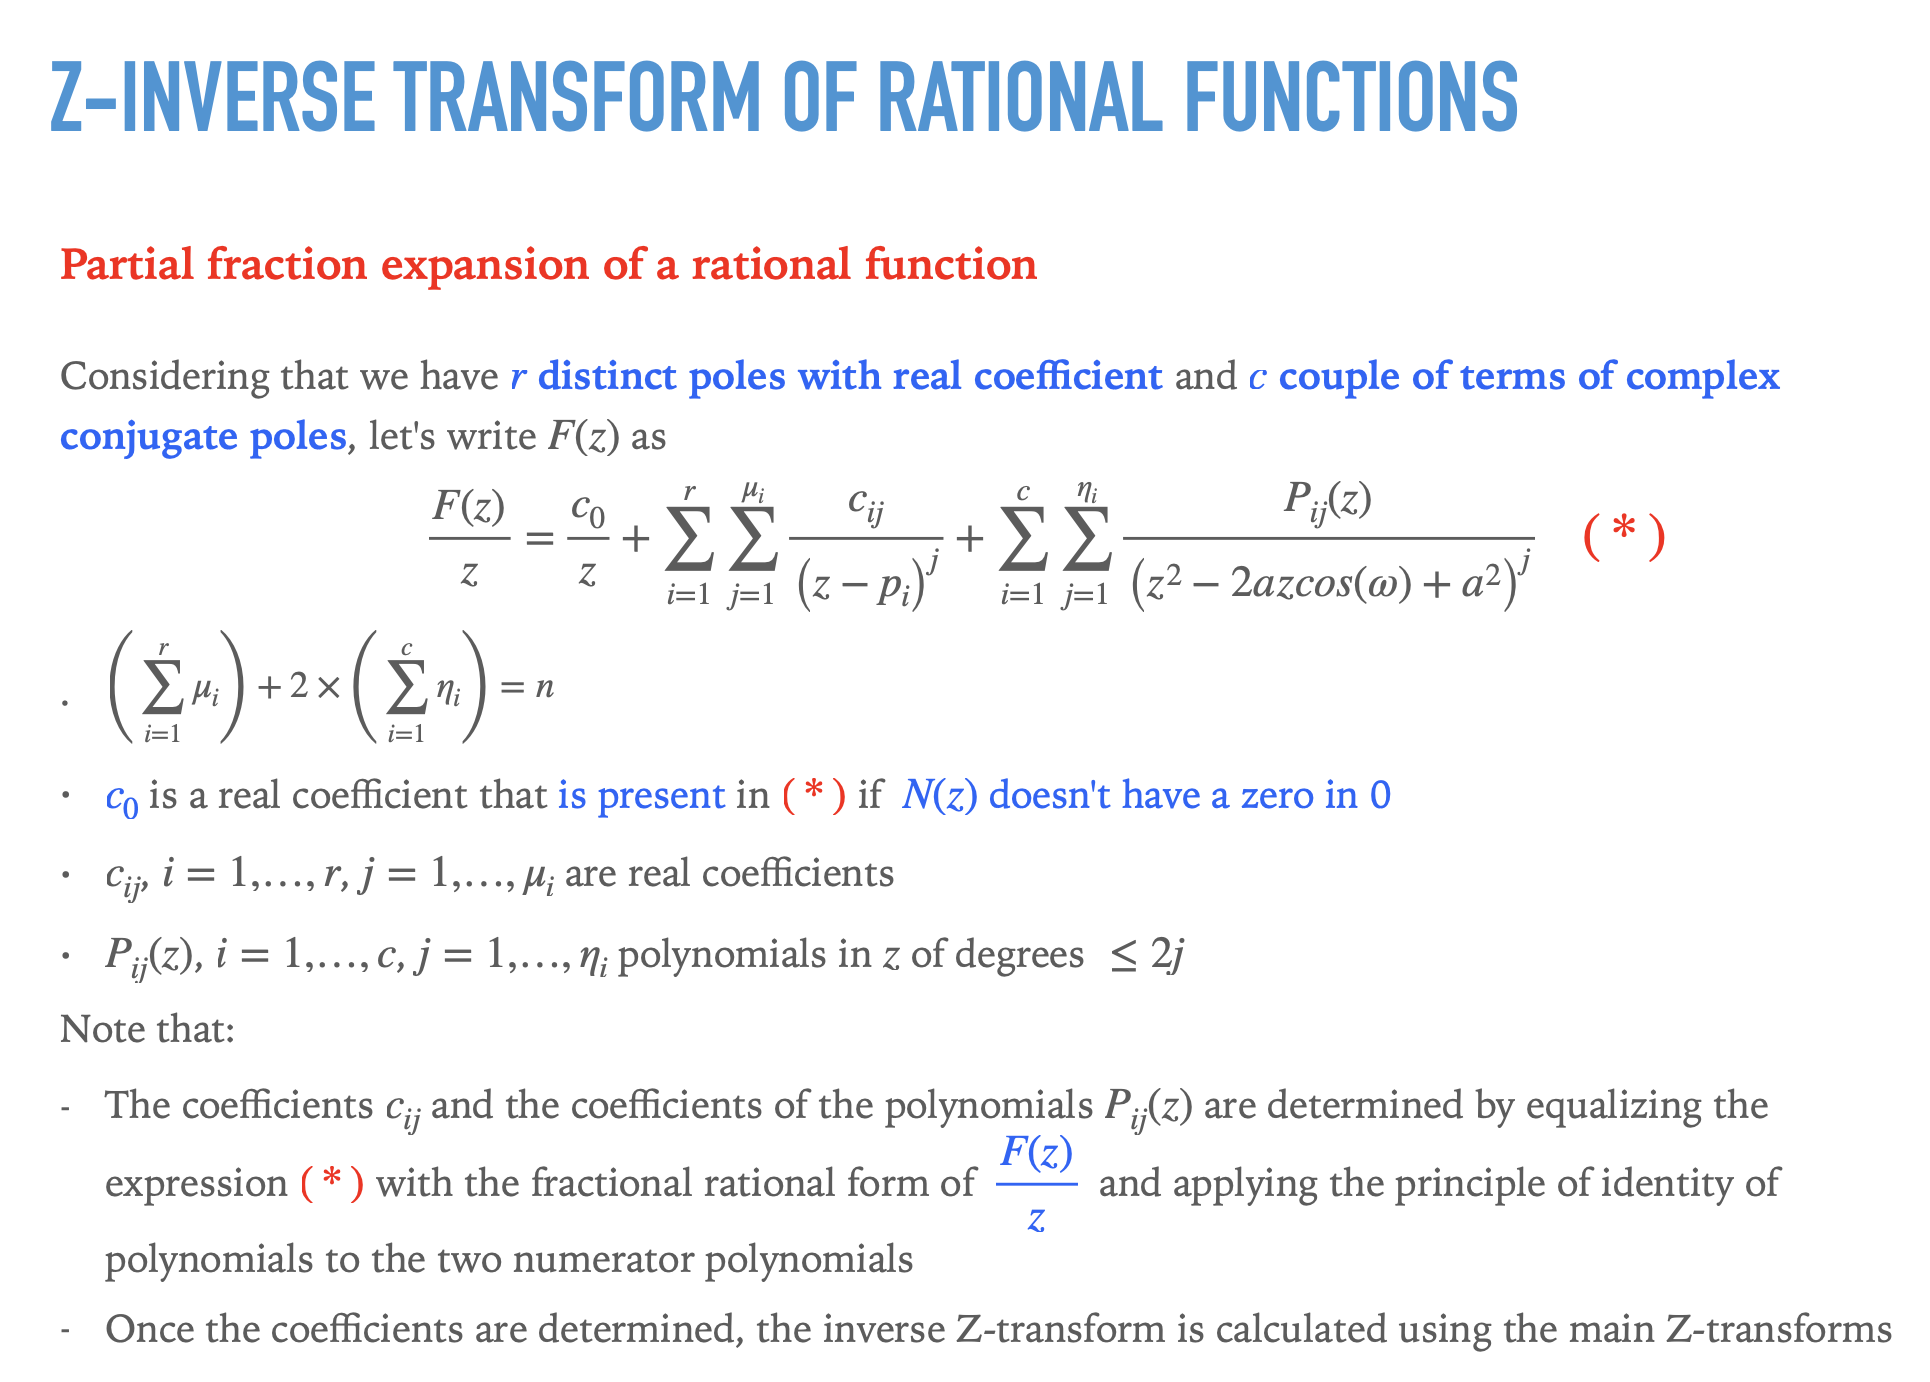 Z-INVERSE TRANSFORM OF RATIONAL FUNCTIONS
Partial fraction expansion of a rational function
Considering that we have r distinct poles with real coefficient and c couple of terms of complex
conjugate poles, let's write F(z) as
\frac{F(z)}{z} = \frac{c_0}{z} + \sum_{i=1}^{r} \sum_{j=1}^{\mu_i} \frac{c_{ij}}{(z - p_i)^j} + \sum_{i=1}^{c} \sum_{j=1}^{\eta_i} \frac{P_{ij}(z)}{(z^2 - 2azcos(\omega) + a^2)^j} (*)
. \left( \sum_{i=1}^{r} \mu_i \right) + 2 \times \left( \sum_{i=1}^{c} \eta_i \right) = n
· c_0 is a real coefficient that is present in (*) if N(z) doesn't have a zero in 0
· c_{ij}, i = 1,…, r, j = 1,…, \mu_i are real coefficients
· P_{ij}(z), i = 1,…, c, j = 1,…, \eta_i polynomials in z of degrees ≤ 2j
Note that:
- The coefficients c_{ij} and the coefficients of the polynomials P_{ij}(z) are determined by equalizing the
expression (*) with the fractional rational form of \frac{F(z)}{z} and applying the principle of identity of
polynomials to the two numerator polynomials
- Once the coefficients are determined, the inverse Z-transform is calculated using the main Z-transforms